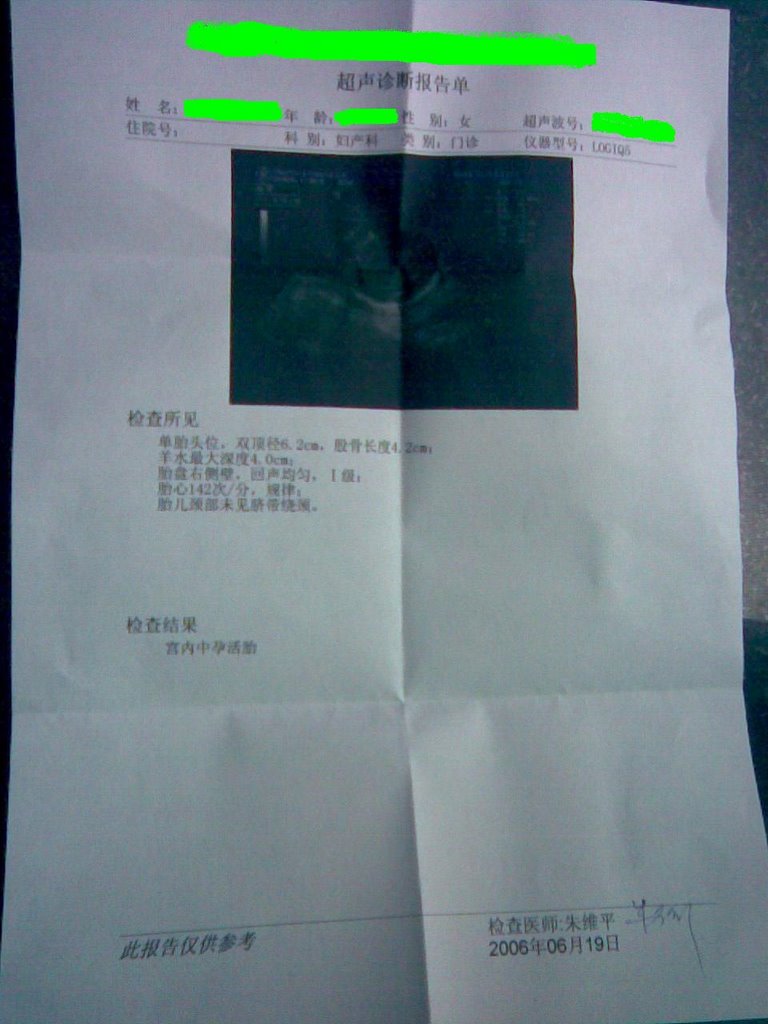 超声诊断报告单
姓 名： 年 龄： 性 别：女 超声波号：
住院号： 科 别：妇产科 类 别：门诊 仪器型号：LOGIQ5
检查所见
单胎头位，双顶径6.2cm，股骨长度4.2cm；
羊水最大深度4.0cm；
胎盘右侧壁，回声均匀，Ⅰ级；
胎心142次/分，规律；
胎儿颈部未见脐带绕颈。
检查结果
宫内中孕活胎
检查医师:朱维平
此报告仅供参考 2006年06月19日